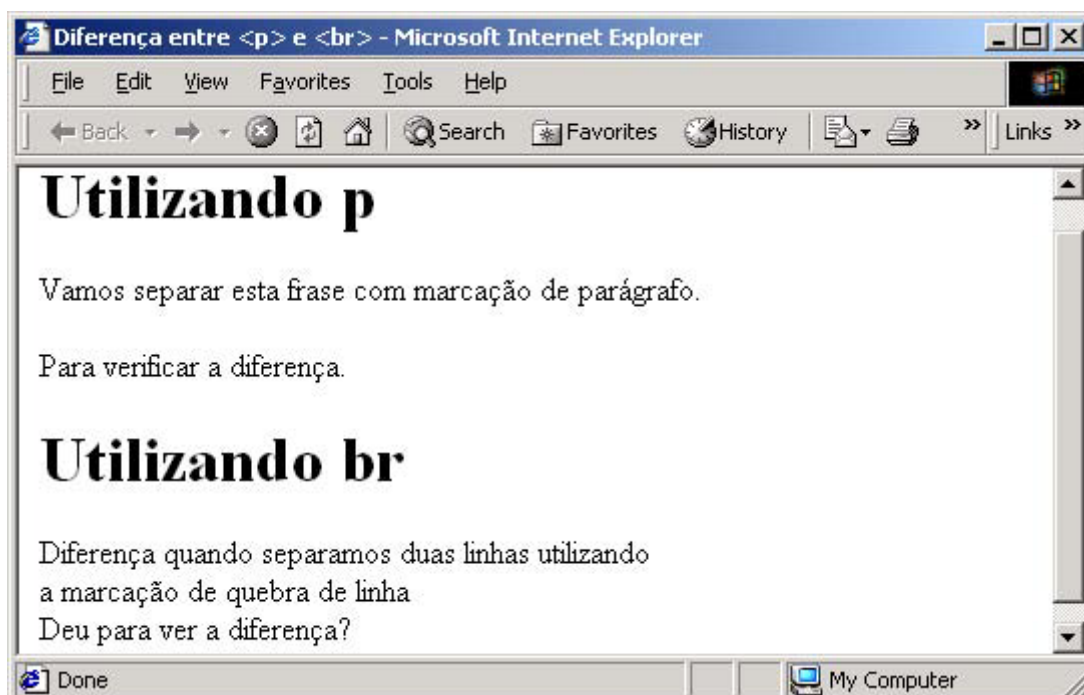 Diferença entre <p> e <br> - Microsoft Internet Explorer
File Edit View Favorites Tools Help
Back Search Favorites History » Links »
Utilizando p
Vamos separar esta frase com marcação de parágrafo.
Para verificar a diferença.
Utilizando br
Diferença quando separamos duas linhas utilizando
a marcação de quebra de linha
Deu para ver a diferença?
Done My Computer